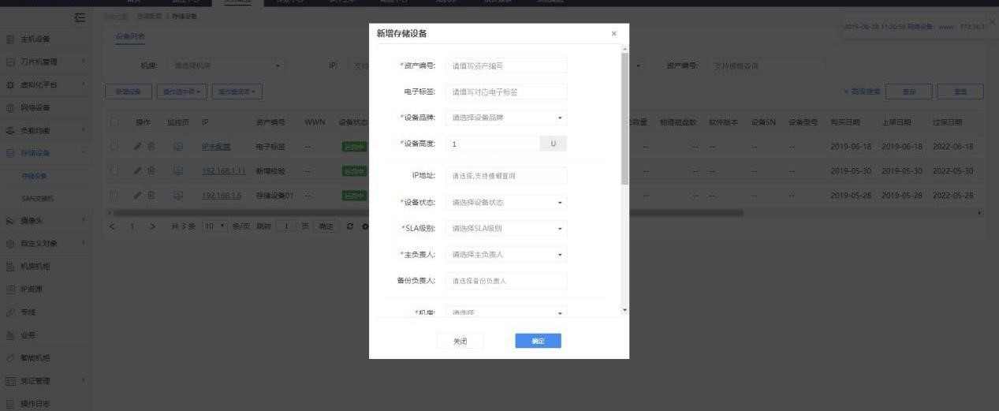 当前位置: 资源配置 > 存储设备
2019-06-28 11:20:56 网络设备: www. 172.16.1.
主机设备
刀片机管理
虚拟化平台
网络设备
负载均衡
存储设备
存储设备
SAN交换机
摄像头
自定义对象
机房机柜
IP资源
专线
业务
智能机柜
凭证管理
操作日志
设备列表
机房: 请选择机房 IP: 支持 资产编号: 支持模糊查询
新增设备 操作选中项 操作查询项 高级搜索 查询 重置
操作 监控页 IP 资产编号 WWN 设备状态 物理磁盘数 软件版本 设备SN 设备型号 购买日期 上架日期 过保日期
IP未配置 电子标签 -- 运营中 -- -- -- -- -- 2019-06-18 2019-06-18 2022-06-18
192.168.1.11 新增校验 -- 运营中 -- -- -- -- -- 2019-05-30 2019-05-30 2022-05-30
192.168.1.6 存储设备01 -- 运营中 -- -- -- -- -- 2019-05-28 2019-05-28 2022-05-28
< 1 > 共 3 条 10 条/页 跳转 1 页 确定
新增存储设备 ×
*资产编号: 请填写资产编号
电子标签: 请填写对应电子标签
*设备品牌: 请选择设备品牌
*设备高度: 1 U
IP地址: 请选择,支持模糊查询
*设备状态: 请选择设备状态
*SLA级别: 请选择SLA级别
*主负责人: 请选择主负责人
备份负责人: 请选择备份负责人
*机房: 请选择
关闭 确定